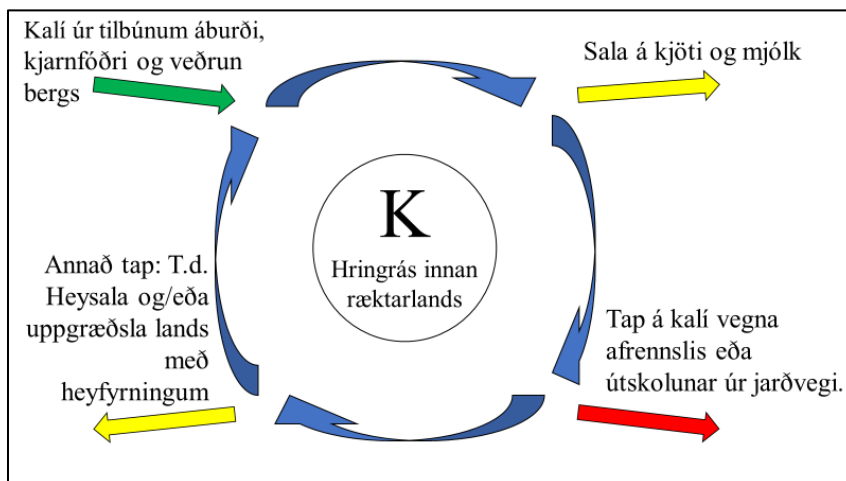 Kalí úr tilbúnum áburði,
kjarnfóðri og veðrun
bergs
Sala á kjöti og mjólk
K
Hringrás innan
ræktarlands
Annað tap: T.d.
Heysala og/eða
uppgræðsla lands
með
heyfyrningum
Tap á kalí vegna
afrennslis eða
útskolunar úr jarðvegi.